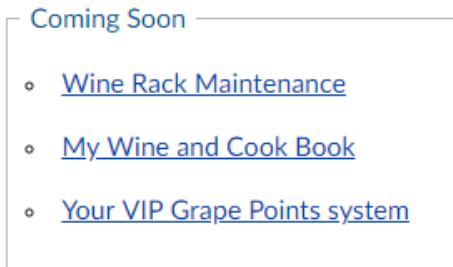 Coming Soon
Wine Rack Maintenance
My Wine and Cook Book
Your VIP Grape Points system